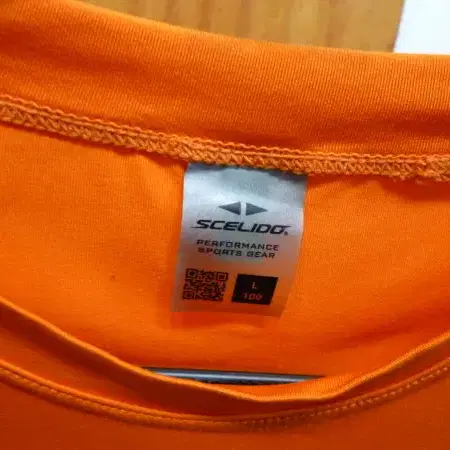 SCELIDO
PERFORMANCE
SPORTS GEAR
L
100